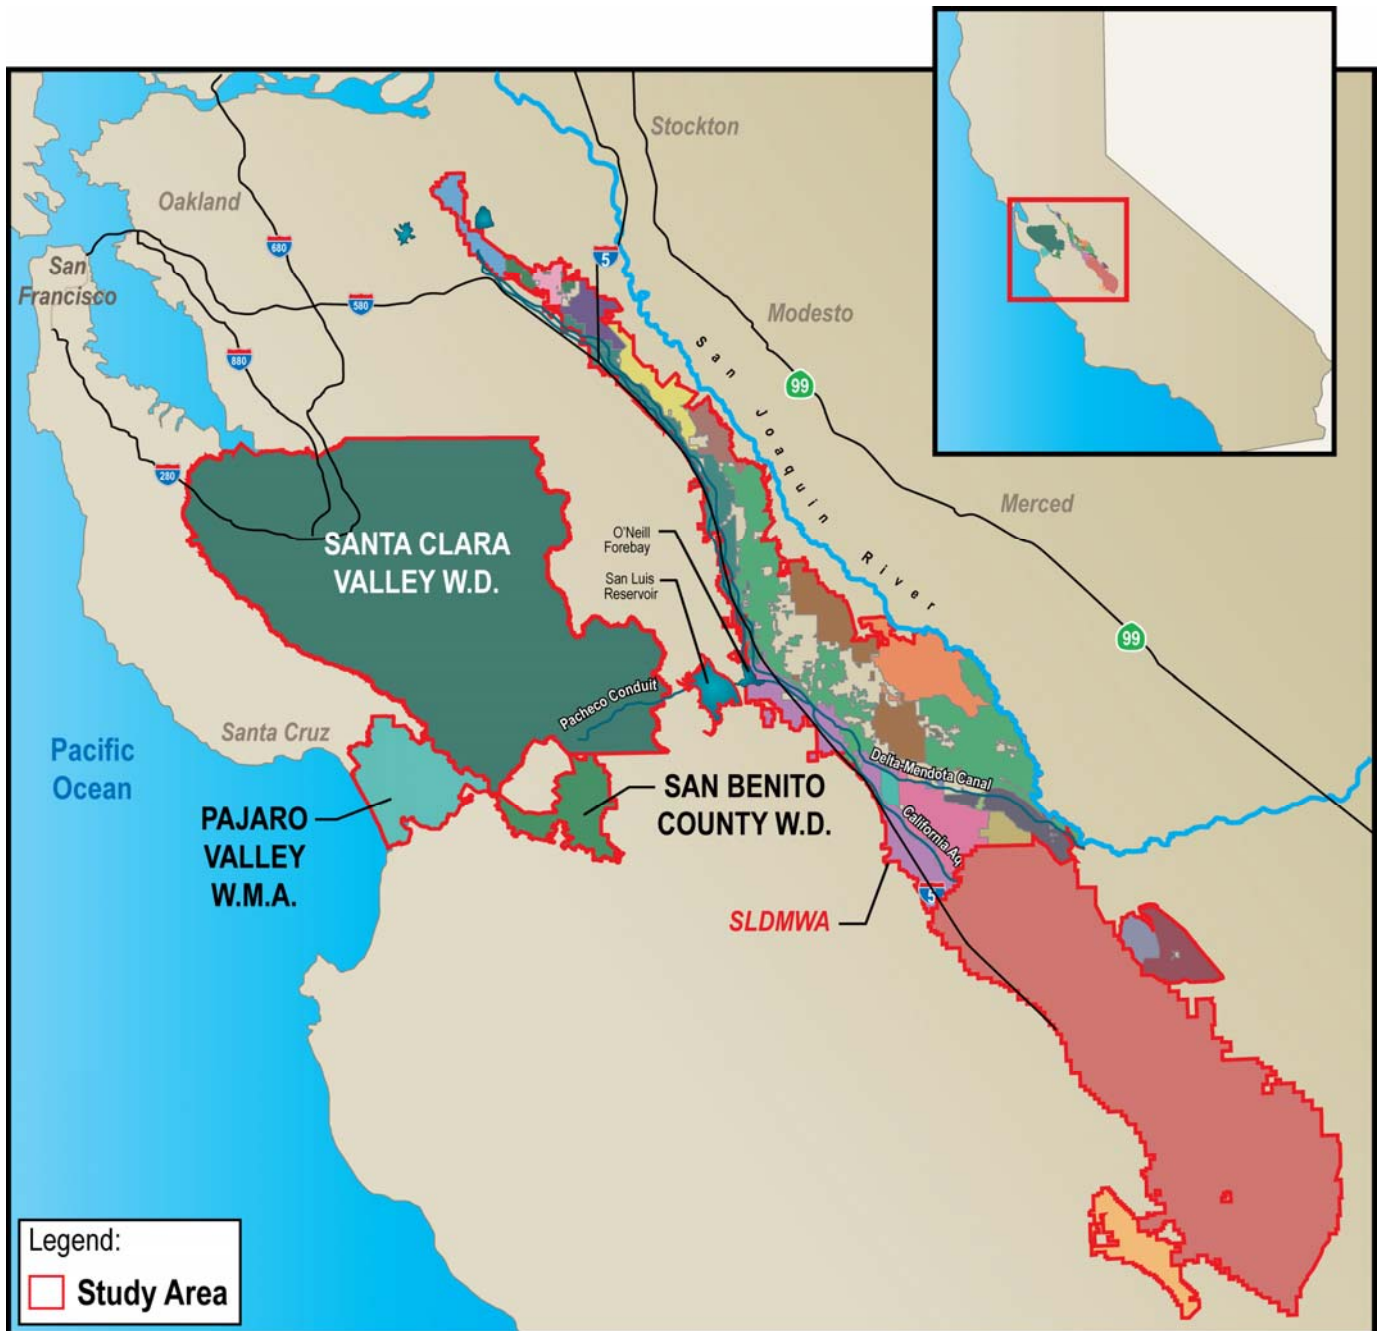 Stockton
Oakland
680
5
San
Francisco
580
Modesto
880
99
San Joaquin River
280
Merced
O'Neill
Forebay
SANTA CLARA
VALLEY W.D.
San Luis
Reservoir
99
Pacheco Conduit
Santa Cruz
Pacific
Ocean
Delta-Mendota Canal
SAN BENITO
COUNTY W.D.
PAJARO
VALLEY
W.M.A.
California Aq.
5
SLDMWA
Legend:
Study Area